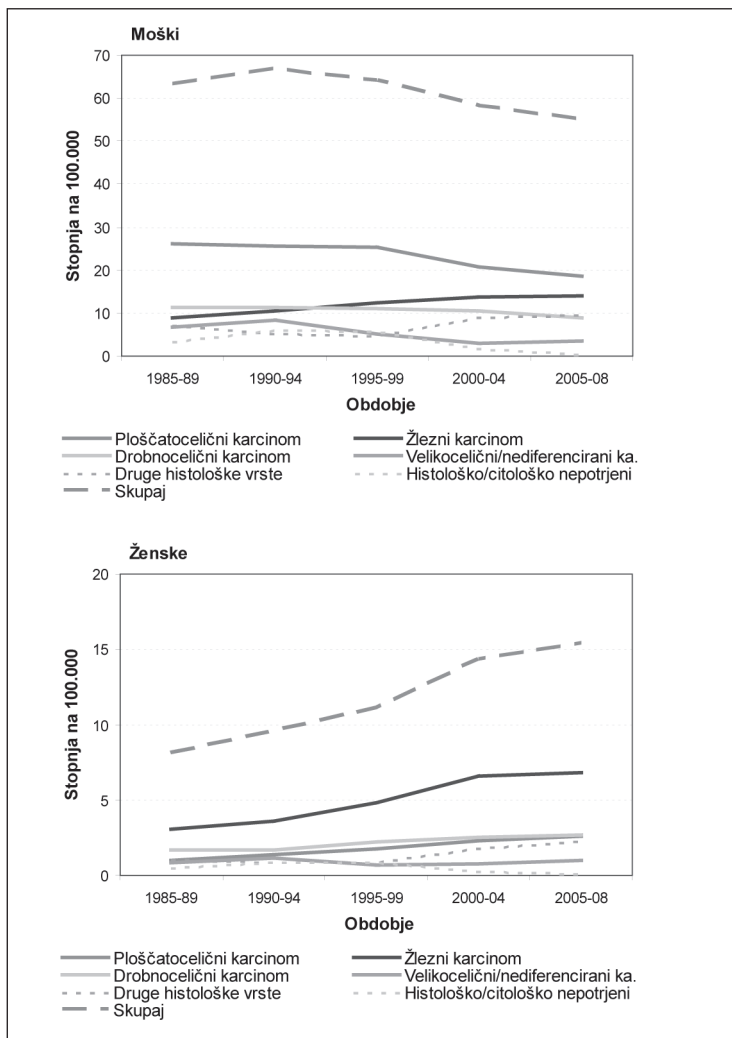 Moški
70
60
50
40
30
20
10
0
Stopnja na 100.000
1985-89 1990-94 1995-99 2000-04 2005-08
Obdobje
Ploščatocelični karcinom Žlezni karcinom
Drobnocelični karcinom Velikocelični/nediferencirani ka.
Druge histološke vrste Histološko/citološko nepotrjeni
Skupaj
Ženske
20
15
10
5
0
Stopnja na 100.000
1985-89 1990-94 1995-99 2000-04 2005-08
Obdobje
Ploščatocelični karcinom Žlezni karcinom
Drobnocelični karcinom Velikocelični/nediferencirani ka.
Druge histološke vrste Histološko/citološko nepotrjeni
Skupaj